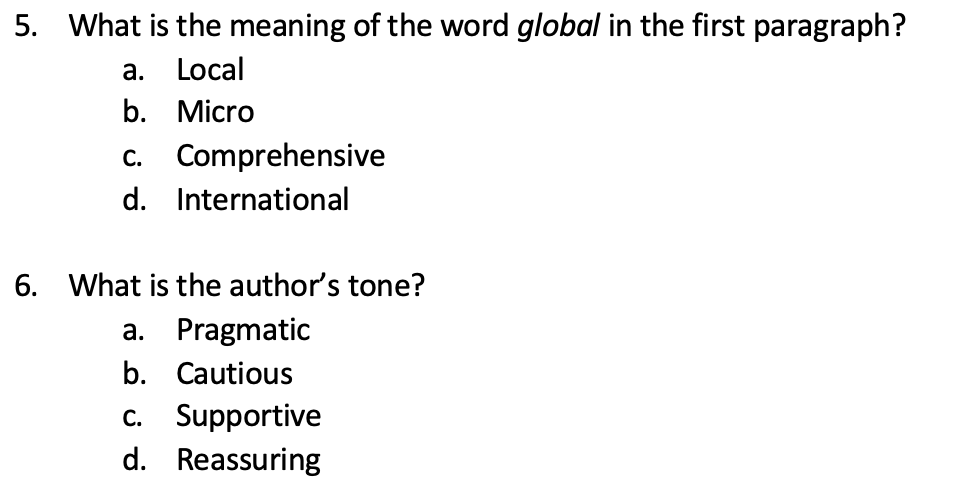 5. What is the meaning of the word global in the first paragraph?
a. Local
b. Micro
c. Comprehensive
d. International
6. What is the author’s tone?
a. Pragmatic
b. Cautious
c. Supportive
d. Reassuring